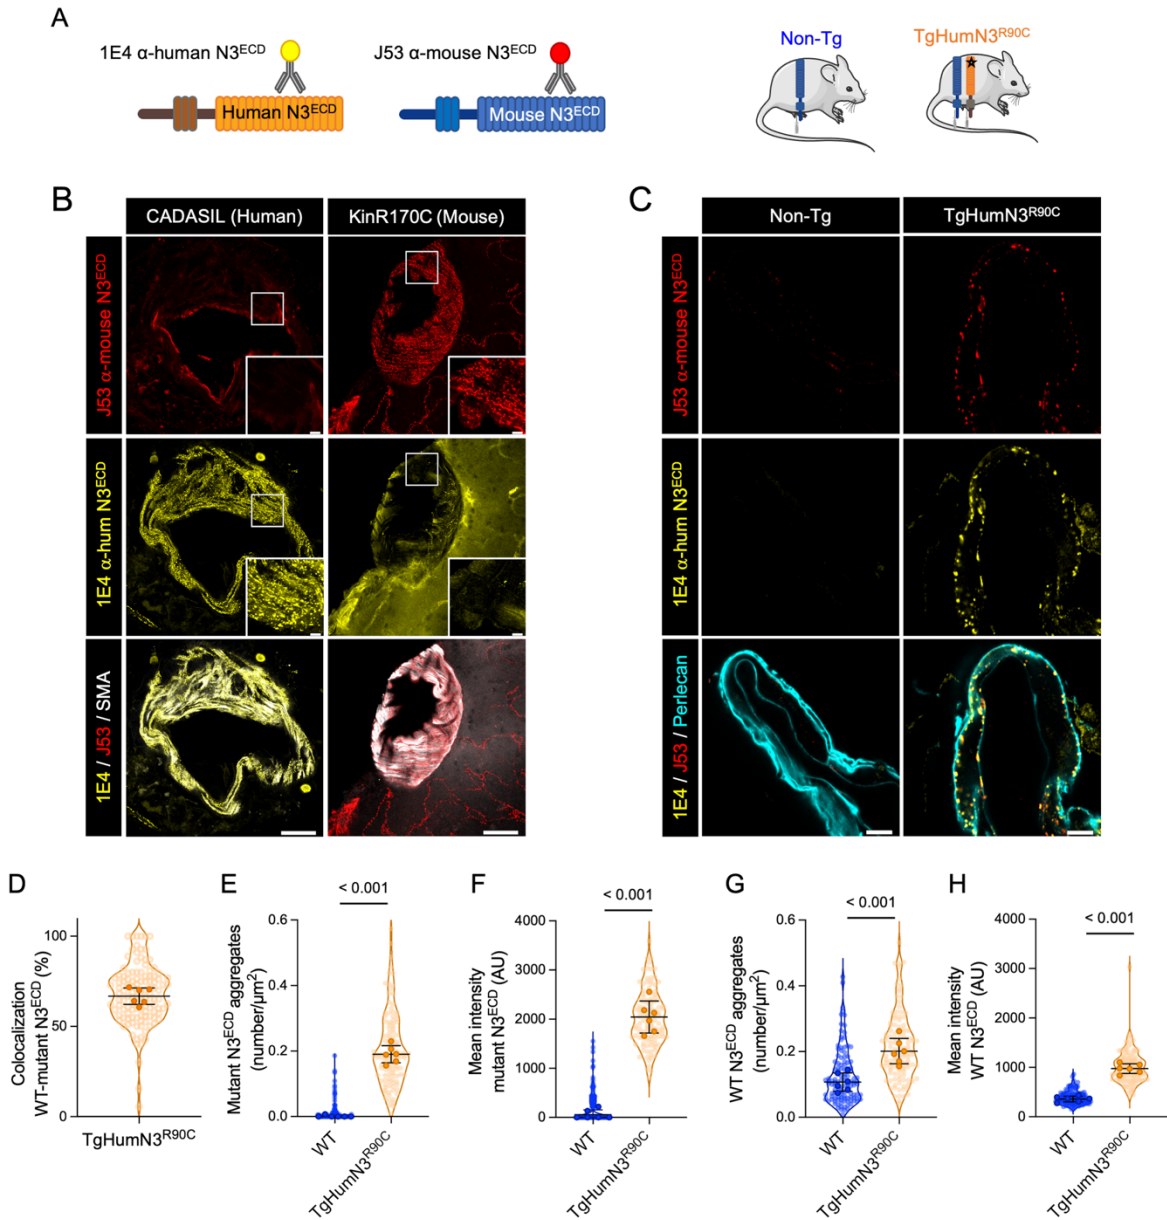 A
1E4 α-human N3ECD
J53 α-mouse N3ECD
Non-Tg
TgHumN3R90C
Human N3ECD
Mouse N3ECD
B
CADASIL (Human)
KinR170C (Mouse)
J53 α-mouse N3ECD
1E4 α-hum N3ECD
1E4 / J53 / SMA
C
Non-Tg
TgHumN3R90C
J53 α-mouse N3ECD
1E4 α-hum N3ECD
1E4 / J53 / Perlecan
D
Colocalization
WT-mutant N3ECD (%)
100
50
0
TgHumN3R90C
E
< 0.001
Mutant N3ECD aggregates
(number/µm²)
0.6
0.4
0.2
0.0
WT
TgHumN3R90C
F
< 0.001
Mean intensity
mutant N3ECD (AU)
4000
3000
2000
1000
0
WT
TgHumN3R90C
G
< 0.001
WT N3ECD aggregates
(number/µm²)
0.6
0.4
0.2
0.0
WT
TgHumN3R90C
H
< 0.001
Mean intensity
WT N3ECD (AU)
4000
3000
2000
1000
0
WT
TgHumN3R90C